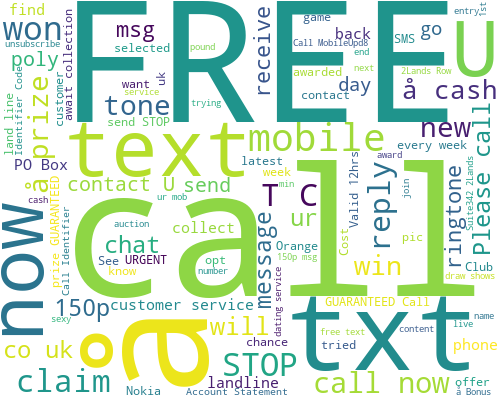 find
won
unsubscribe
poly
land line
Identifier Code
customer
await collection
msg
selected
want
uk
service
tone
send STOP
FREE
pound
trying
receive
game
Call MobileUpd8
awarded
contact
back
day
SMS
end
next
go
entry
1st
U
2Lands Row
å cash
new
every week
text
mobile
å prize
PO Box
cash
now
prize GUARANTEED
Call Identifier
contact U
send
latest
week
min
call
T C
ur
ur mob
chat
collect
auction
See
URGENT
know
opt
number
message
Orange
150p msg
dating service
Valid 12hrs
Cost
reply
award
join
pic
win
ringtone
Suite342 2Lands
Please call
Club
draw shows
GUARANTEED Call
150p
customer service
å
will
chance
sexy
co uk
claim
Nokia
STOP
landline
Account Statement
txt
free text
tried
content
call now
name
live
phone
offer
å Bonus